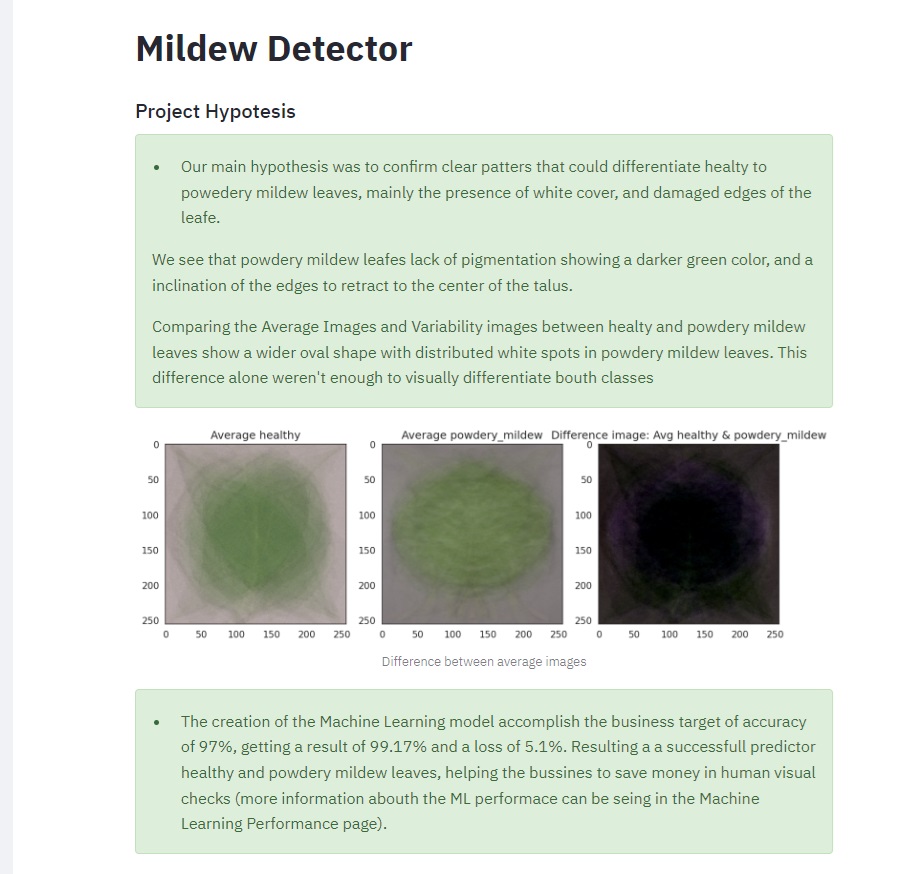 Mildew Detector
Project Hypotesis
• Our main hypothesis was to confirm clear patters that could differentiate healty to
powedery mildew leaves, mainly the presence of white cover, and damaged edges of the
leafe.
We see that powdery mildew leafes lack of pigmentation showing a darker green color, and a
inclination of the edges to retract to the center of the talus.
Comparing the Average Images and Variability images between healty and powdery mildew
leaves show a wider oval shape with distributed white spots in powdery mildew leaves. This
difference alone weren't enough to visually differentiate bouth classes
Average healthy
0
50
100
150
200
250
0 50 100 150 200 250
Average powdery_mildew
0
50
100
150
200
250
0 50 100 150 200 250
Difference image: Avg healthy & powdery_mildew
0
50
100
150
200
250
0 50 100 150 200 250
Difference between average images
• The creation of the Machine Learning model accomplish the business target of accuracy
of 97%, getting a result of 99.17% and a loss of 5.1%. Resulting a a successfull predictor
healthy and powdery mildew leaves, helping the bussines to save money in human visual
checks (more information abouth the ML performace can be seing in the Machine
Learning Performance page).